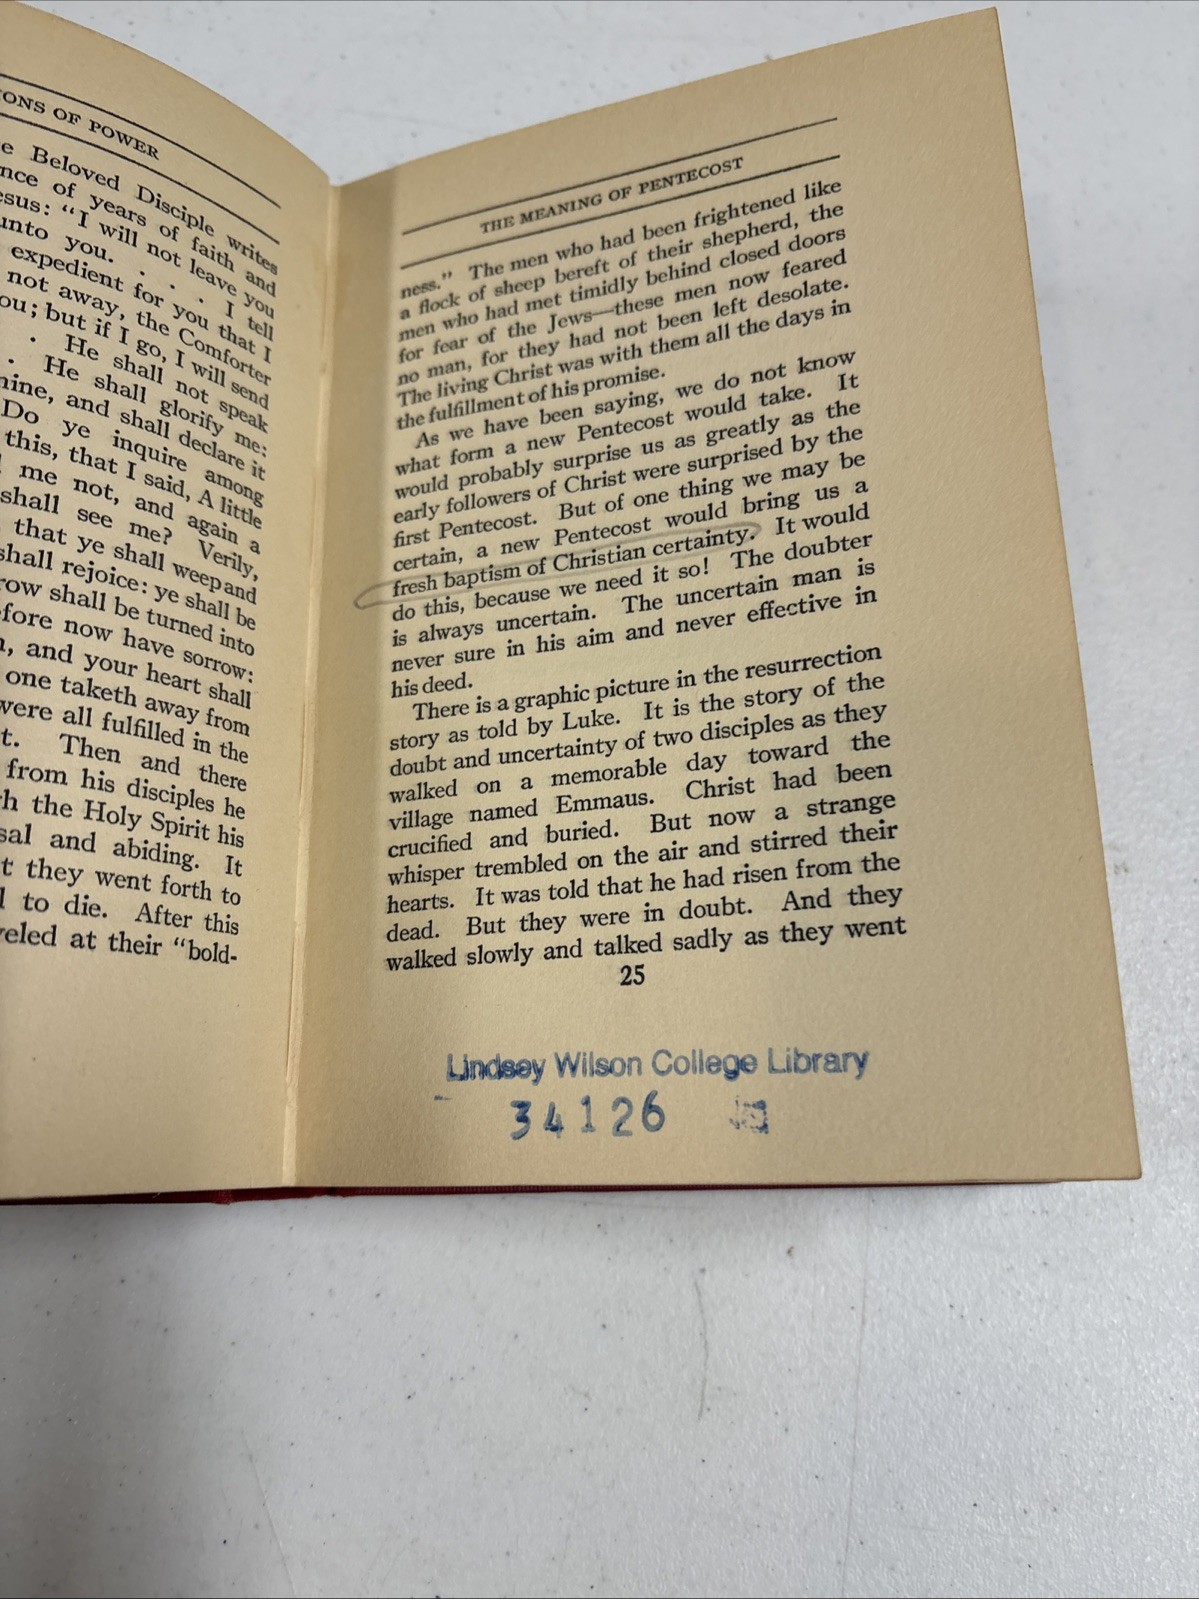 ONS OF POWER
e Beloved Disciple writes
nce of years of faith and
esus: "I will not leave you
unto you. . . . I tell
expedient for you that I
not away, the Comforter
ou; but if I go, I will send
. He shall not speak
. He shall glorify me:
nine, and shall declare it
Do ye inquire among
this, that I said, A little
me not, and again a
shall see me? Verily,
that ye shall weep and
shall rejoice: ye shall be
row shall be turned into
efore now have sorrow:
, and your heart shall
one taketh away from
were all fulfilled in the
t. Then and there
from his disciples he
h the Holy Spirit his
sal and abiding. It
t they went forth to
l to die. After this
veled at their "bold-
THE MEANING OF PENTECOST
ness." The men who had been frightened like
a flock of sheep bereft of their shepherd, the
men who had met timidly behind closed doors
for fear of the Jews—these men now feared
no man, for they had not been left desolate.
The living Christ was with them all the days in
the fulfillment of his promise.
As we have been saying, we do not know
what form a new Pentecost would take. It
would probably surprise us as greatly as the
early followers of Christ were surprised by the
first Pentecost. But of one thing we may be
certain, a new Pentecost would bring us a
fresh baptism of Christian certainty. It would
do this, because we need it so! The doubter
is always uncertain. The uncertain man is
never sure in his aim and never effective in
his deed.
There is a graphic picture in the resurrection
story as told by Luke. It is the story of the
doubt and uncertainty of two disciples as they
walked on a memorable day toward the
village named Emmaus. Christ had been
crucified and buried. But now a strange
whisper trembled on the air and stirred their
hearts. It was told that he had risen from the
dead. But they were in doubt. And they
walked slowly and talked sadly as they went
25
Lindsey Wilson College Library
34126